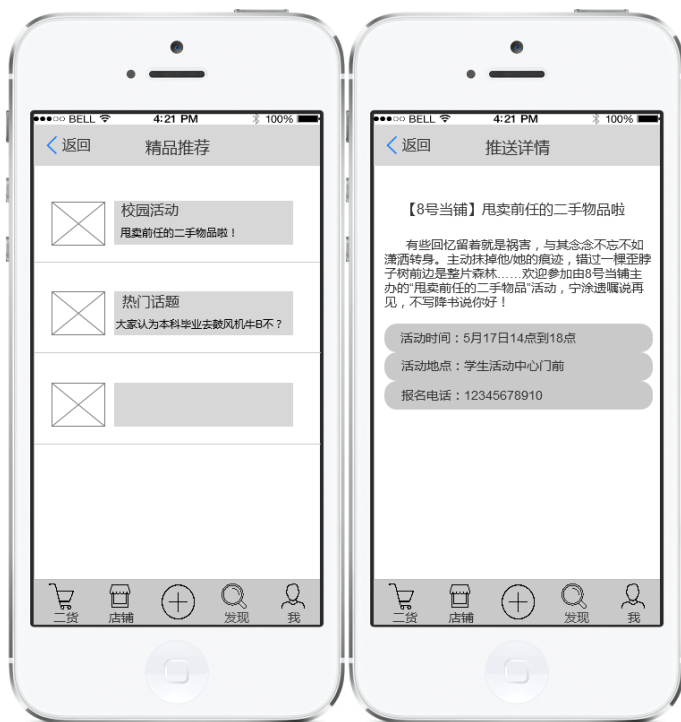 BELL 4:21 PM 100%
返回 精品推荐
校园活动
甩卖前任的二手物品啦！
热门话题
大家认为本科毕业去鼓风机牛B不？
二货 店铺 发现 我
BELL 4:21 PM 100%
返回 推送详情
【8号当铺】甩卖前任的二手物品啦
有些回忆留着就是祸害，与其念念不忘不如
潇洒转身。主动抹掉他/她的痕迹，错过一棵歪脖
子树前边是整片森林……欢迎参加由8号当铺主
办的“甩卖前任的二手物品”活动，宁涂遗嘱说再
见，不写降书说你好！
活动时间：5月17日14点到18点
活动地点：学生活动中心门前
报名电话：12345678910
二货 店铺 发现 我